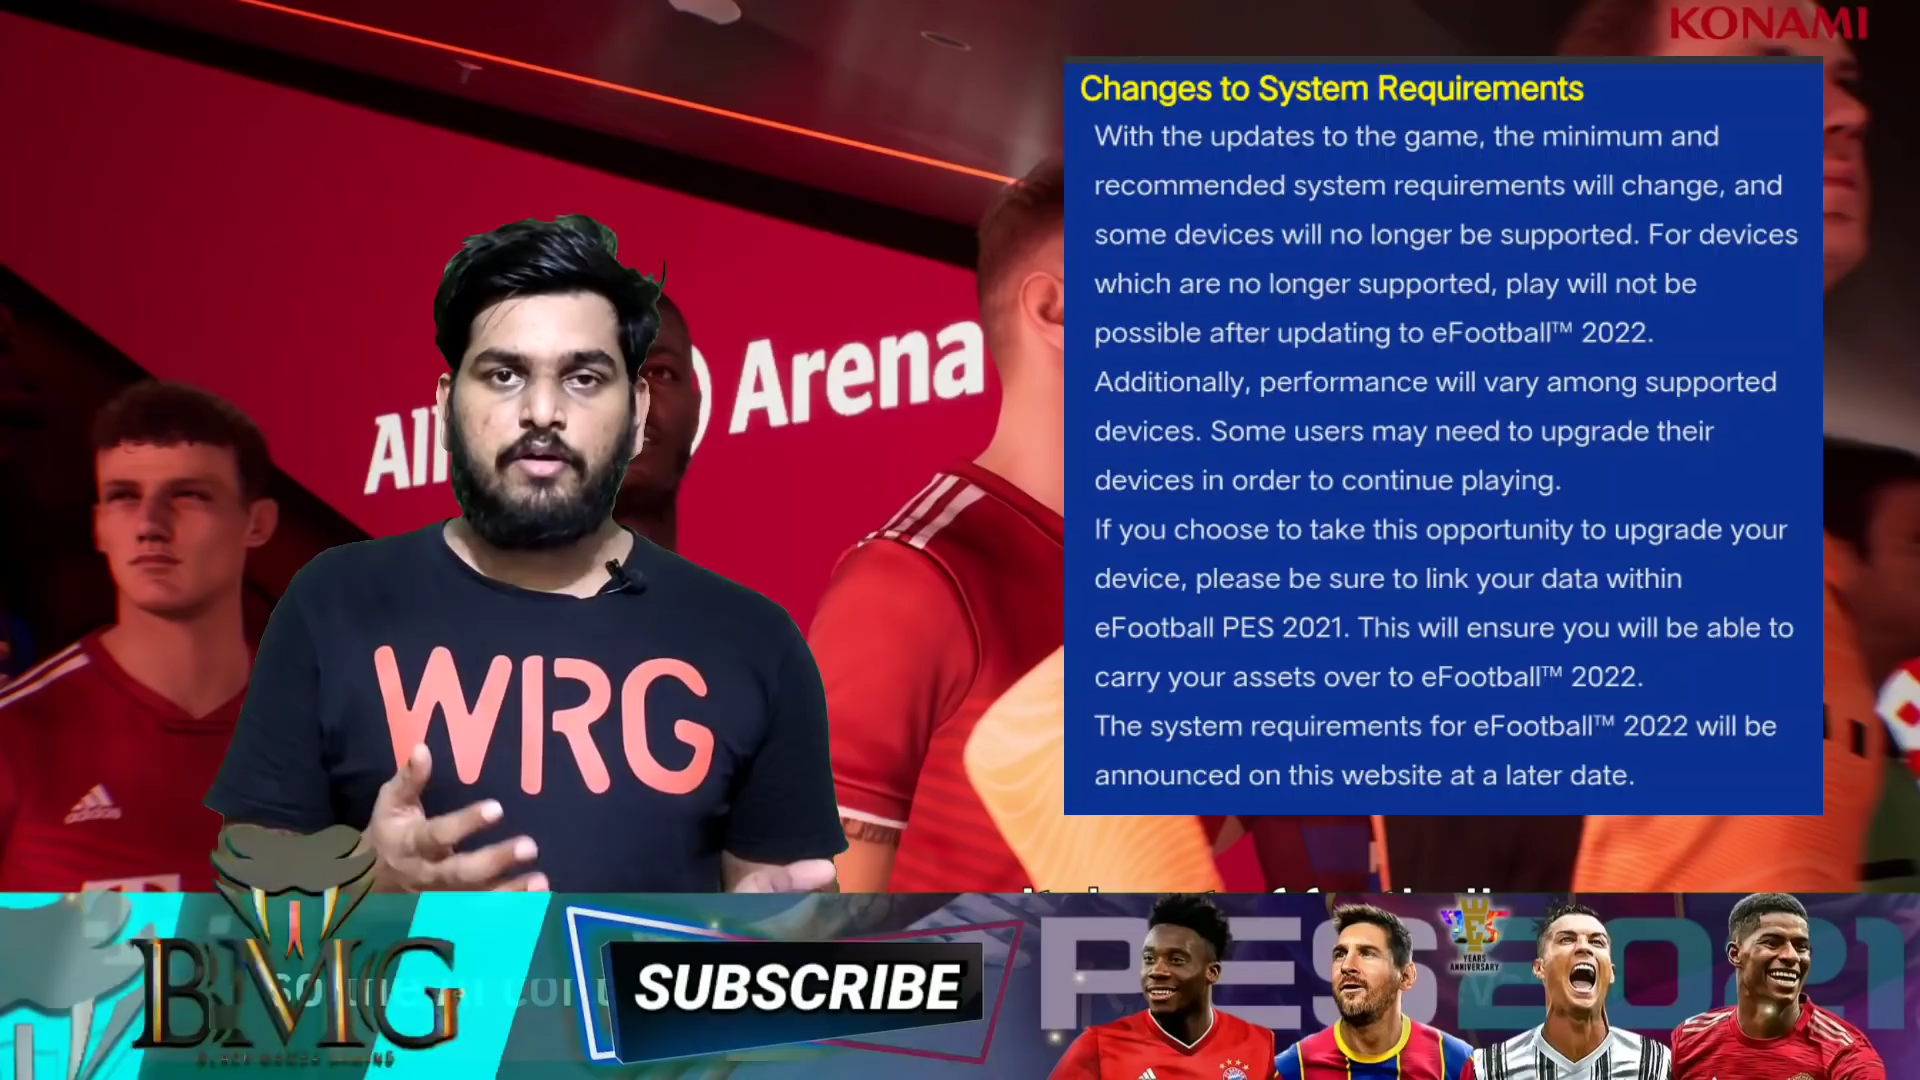 KONAMI
Changes to System Requirements
With the updates to the game, the minimum and
recommended system requirements will change, and
some devices will no longer be supported. For devices
which are no longer supported, play will not be
possible after updating to eFootball™ 2022.
Additionally, performance will vary among supported
devices. Some users may need to upgrade their
devices in order to continue playing.
If you choose to take this opportunity to upgrade your
device, please be sure to link your data within
eFootball PES 2021. This will ensure you will be able to
carry your assets over to eFootball™ 2022.
The system requirements for eFootball™ 2022 will be
announced on this website at a later date.
Arena
WRG
adidas
BMG
SUBSCRIBE
PES2021
YEARS
ANNIVERSARY